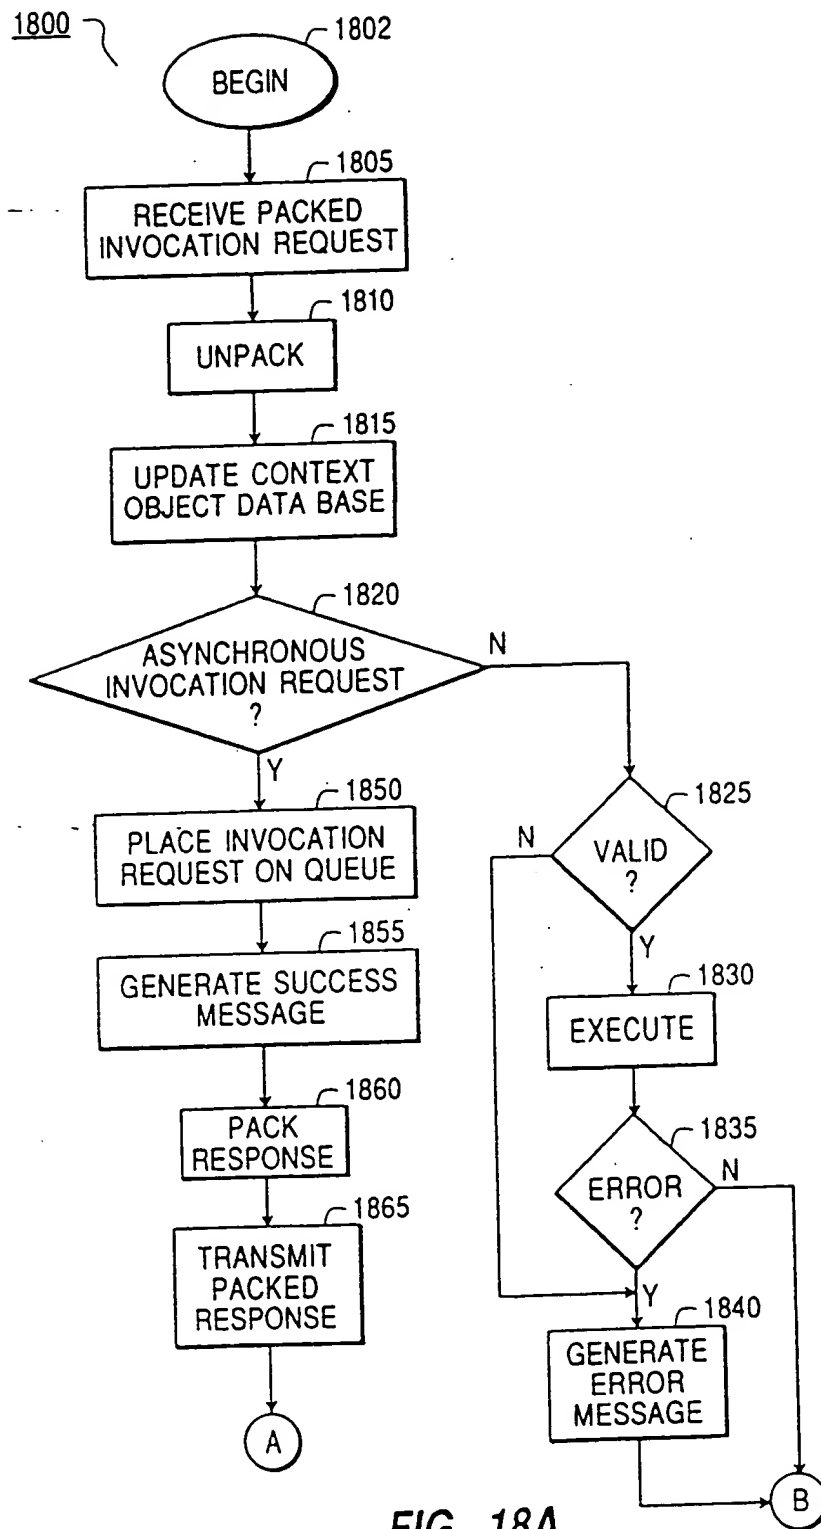 1800
1802
BEGIN
1805
RECEIVE PACKED
INVOCATION REQUEST
1810
UNPACK
1815
UPDATE CONTEXT
OBJECT DATA BASE
1820
ASYNCHRONOUS
INVOCATION REQUEST
?
N
Y
1850
PLACE INVOCATION
REQUEST ON QUEUE
1855
GENERATE SUCCESS
MESSAGE
1860
PACK
RESPONSE
1865
TRANSMIT
PACKED
RESPONSE
A
1825
VALID
?
N
Y
1830
EXECUTE
1835
ERROR
?
N
Y
1840
GENERATE
ERROR
MESSAGE
B
FIG. 18A